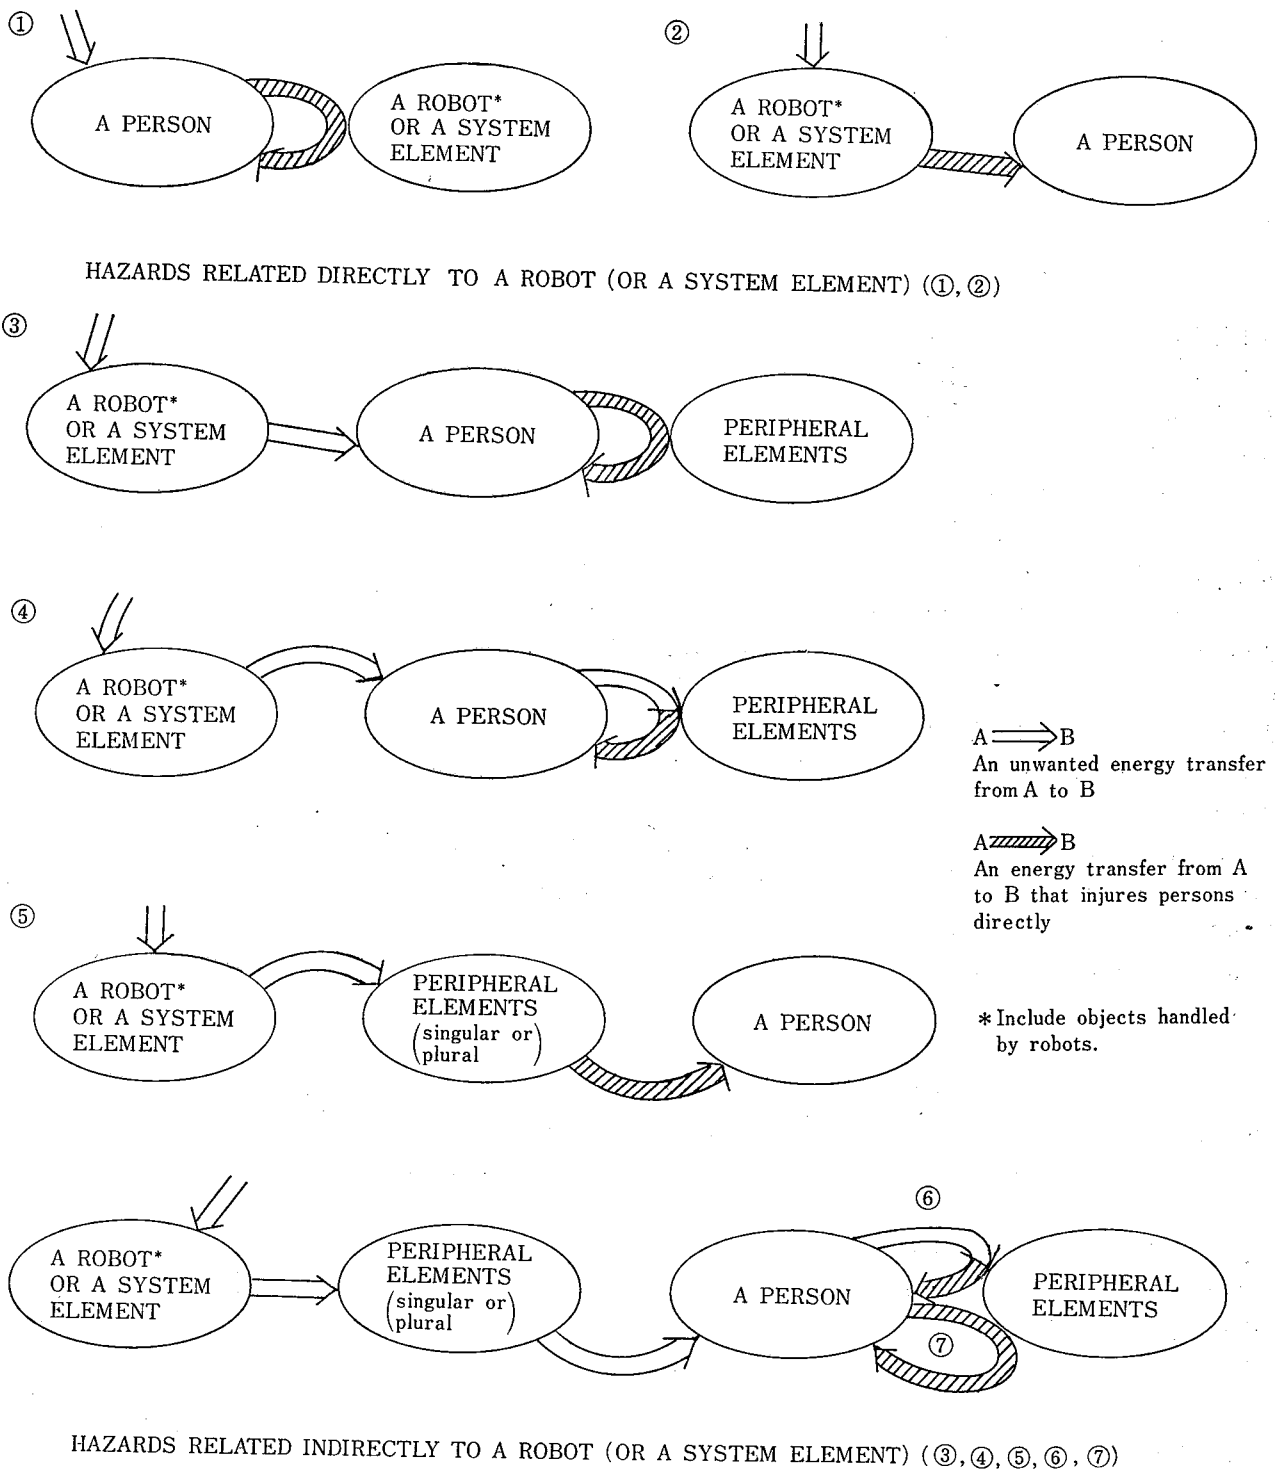 ①
A PERSON
A ROBOT*
OR A SYSTEM
ELEMENT
②
A ROBOT*
OR A SYSTEM
ELEMENT
A PERSON
HAZARDS RELATED DIRECTLY TO A ROBOT (OR A SYSTEM ELEMENT) (①, ②)
③
A ROBOT*
OR A SYSTEM
ELEMENT
A PERSON
PERIPHERAL
ELEMENTS
④
A ROBOT*
OR A SYSTEM
ELEMENT
A PERSON
PERIPHERAL
ELEMENTS
A B
An unwanted energy transfer
from A to B
A B
An energy transfer from A
to B that injures persons
directly
⑤
A ROBOT*
OR A SYSTEM
ELEMENT
PERIPHERAL
ELEMENTS
(singular or)
(plural)
A PERSON
* Include objects handled
by robots.
A ROBOT*
OR A SYSTEM
ELEMENT
PERIPHERAL
ELEMENTS
(singular or)
(plural)
A PERSON
⑥
⑦
PERIPHERAL
ELEMENTS
HAZARDS RELATED INDIRECTLY TO A ROBOT (OR A SYSTEM ELEMENT) (③, ④, ⑤, ⑥, ⑦)